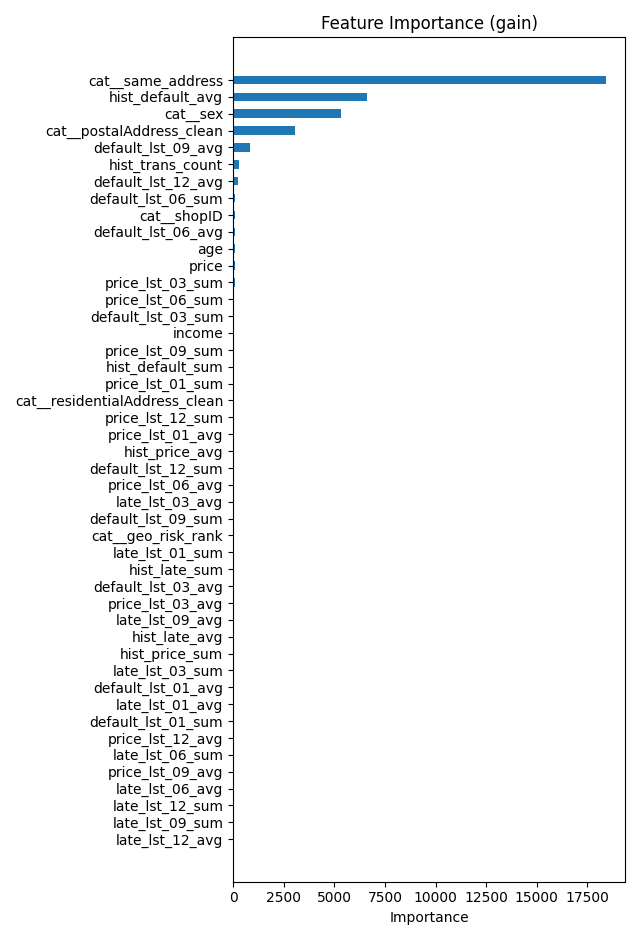 Feature Importance (gain)
cat__same_address
hist_default_avg
cat__sex
cat__postalAddress_clean
default_lst_09_avg
hist_trans_count
default_lst_12_avg
default_lst_06_sum
cat__shopID
default_lst_06_avg
age
price
price_lst_03_sum
price_lst_06_sum
default_lst_03_sum
income
price_lst_09_sum
hist_default_sum
price_lst_01_sum
cat__residentialAddress_clean
price_lst_12_sum
price_lst_01_avg
hist_price_avg
default_lst_12_sum
price_lst_06_avg
late_lst_03_avg
default_lst_09_sum
cat__geo_risk_rank
late_lst_01_sum
hist_late_sum
default_lst_03_avg
price_lst_03_avg
late_lst_09_avg
hist_late_avg
hist_price_sum
late_lst_03_sum
default_lst_01_avg
late_lst_01_avg
default_lst_01_sum
price_lst_12_avg
late_lst_06_sum
price_lst_09_avg
late_lst_06_avg
late_lst_12_sum
late_lst_09_sum
late_lst_12_avg
0 2500 5000 7500 10000 12500 15000 17500
Importance